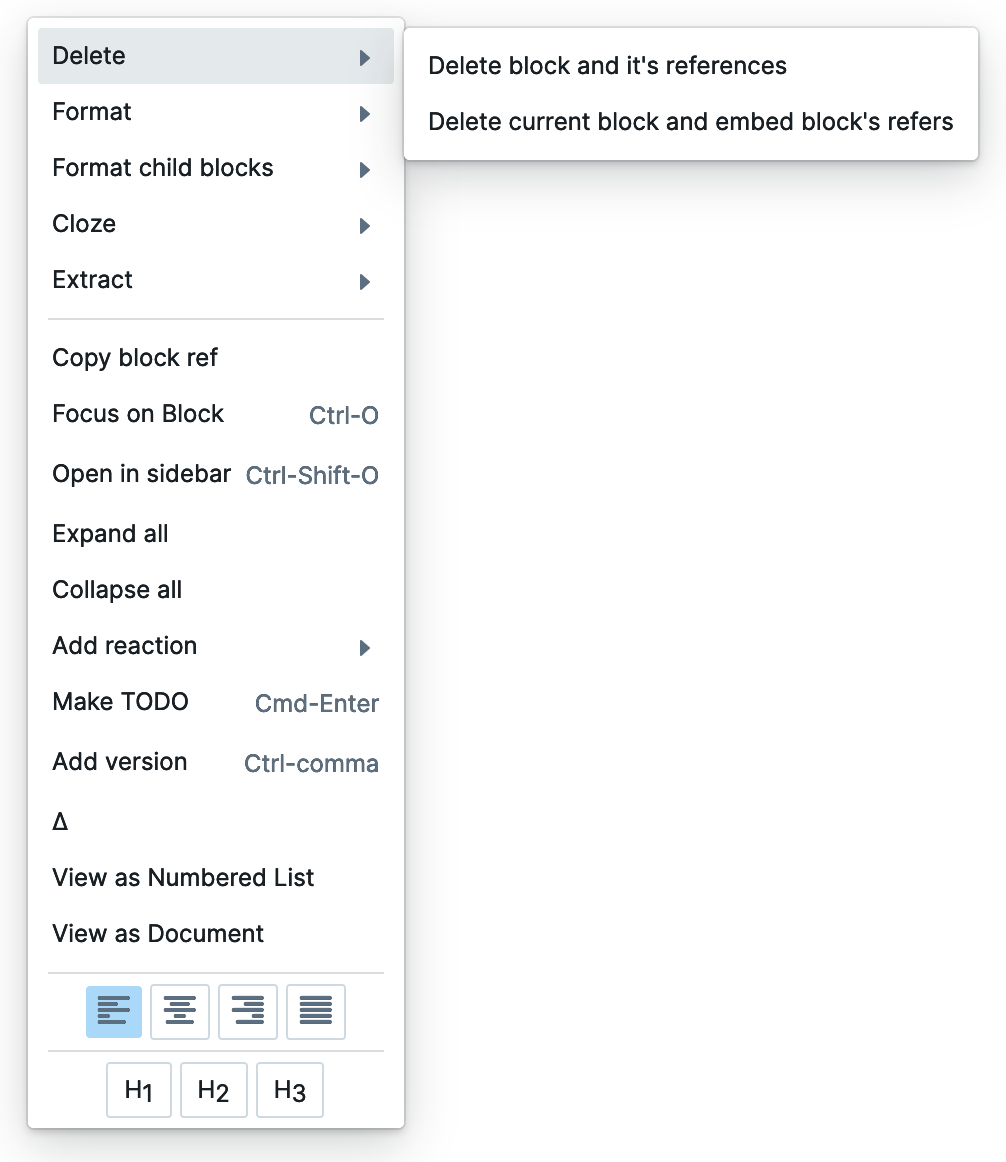 Delete
Delete block and it's references
Delete current block and embed block's refers
Format
Format child blocks
Cloze
Extract
Copy block ref
Focus on Block Ctrl-O
Open in sidebar Ctrl-Shift-O
Expand all
Collapse all
Add reaction
Make TODO Cmd-Enter
Add version Ctrl-comma
Δ
View as Numbered List
View as Document
H1 H2 H3